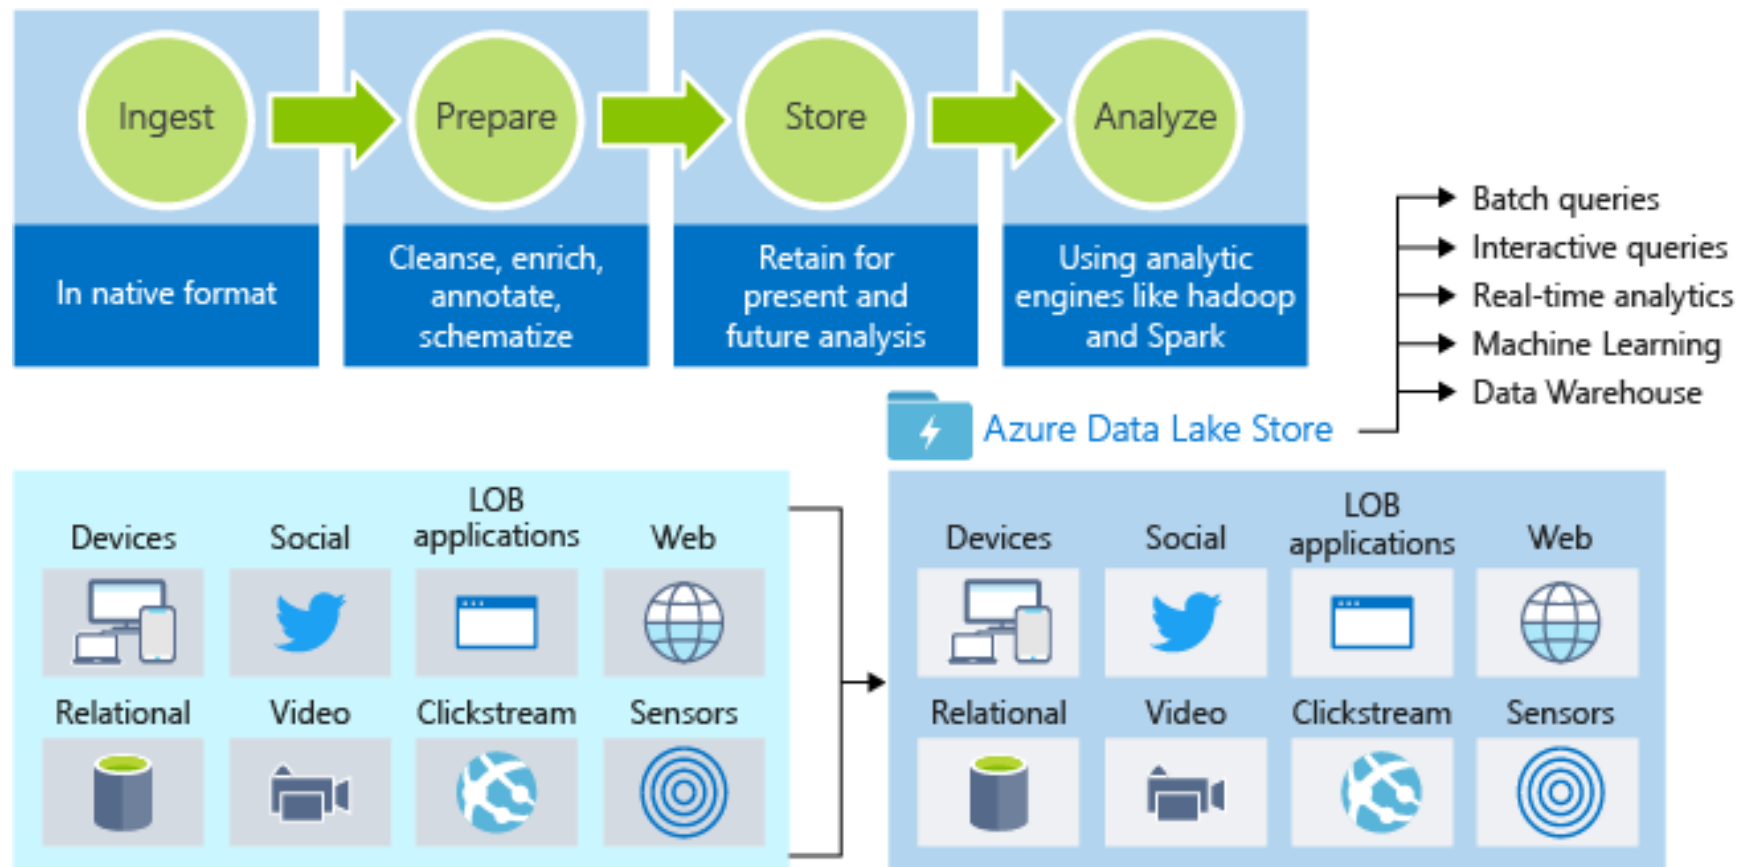 Ingest
Prepare
Store
Analyze
In native format
Cleanse, enrich,
annotate,
schematize
Retain for
present and
future analysis
Using analytic
engines like hadoop
and Spark
Batch queries
Interactive queries
Real-time analytics
Machine Learning
Data Warehouse
Azure Data Lake Store
Devices
Social
LOB
applications
Web
Relational
Video
Clickstream
Sensors
Devices
Social
LOB
applications
Web
Relational
Video
Clickstream
Sensors